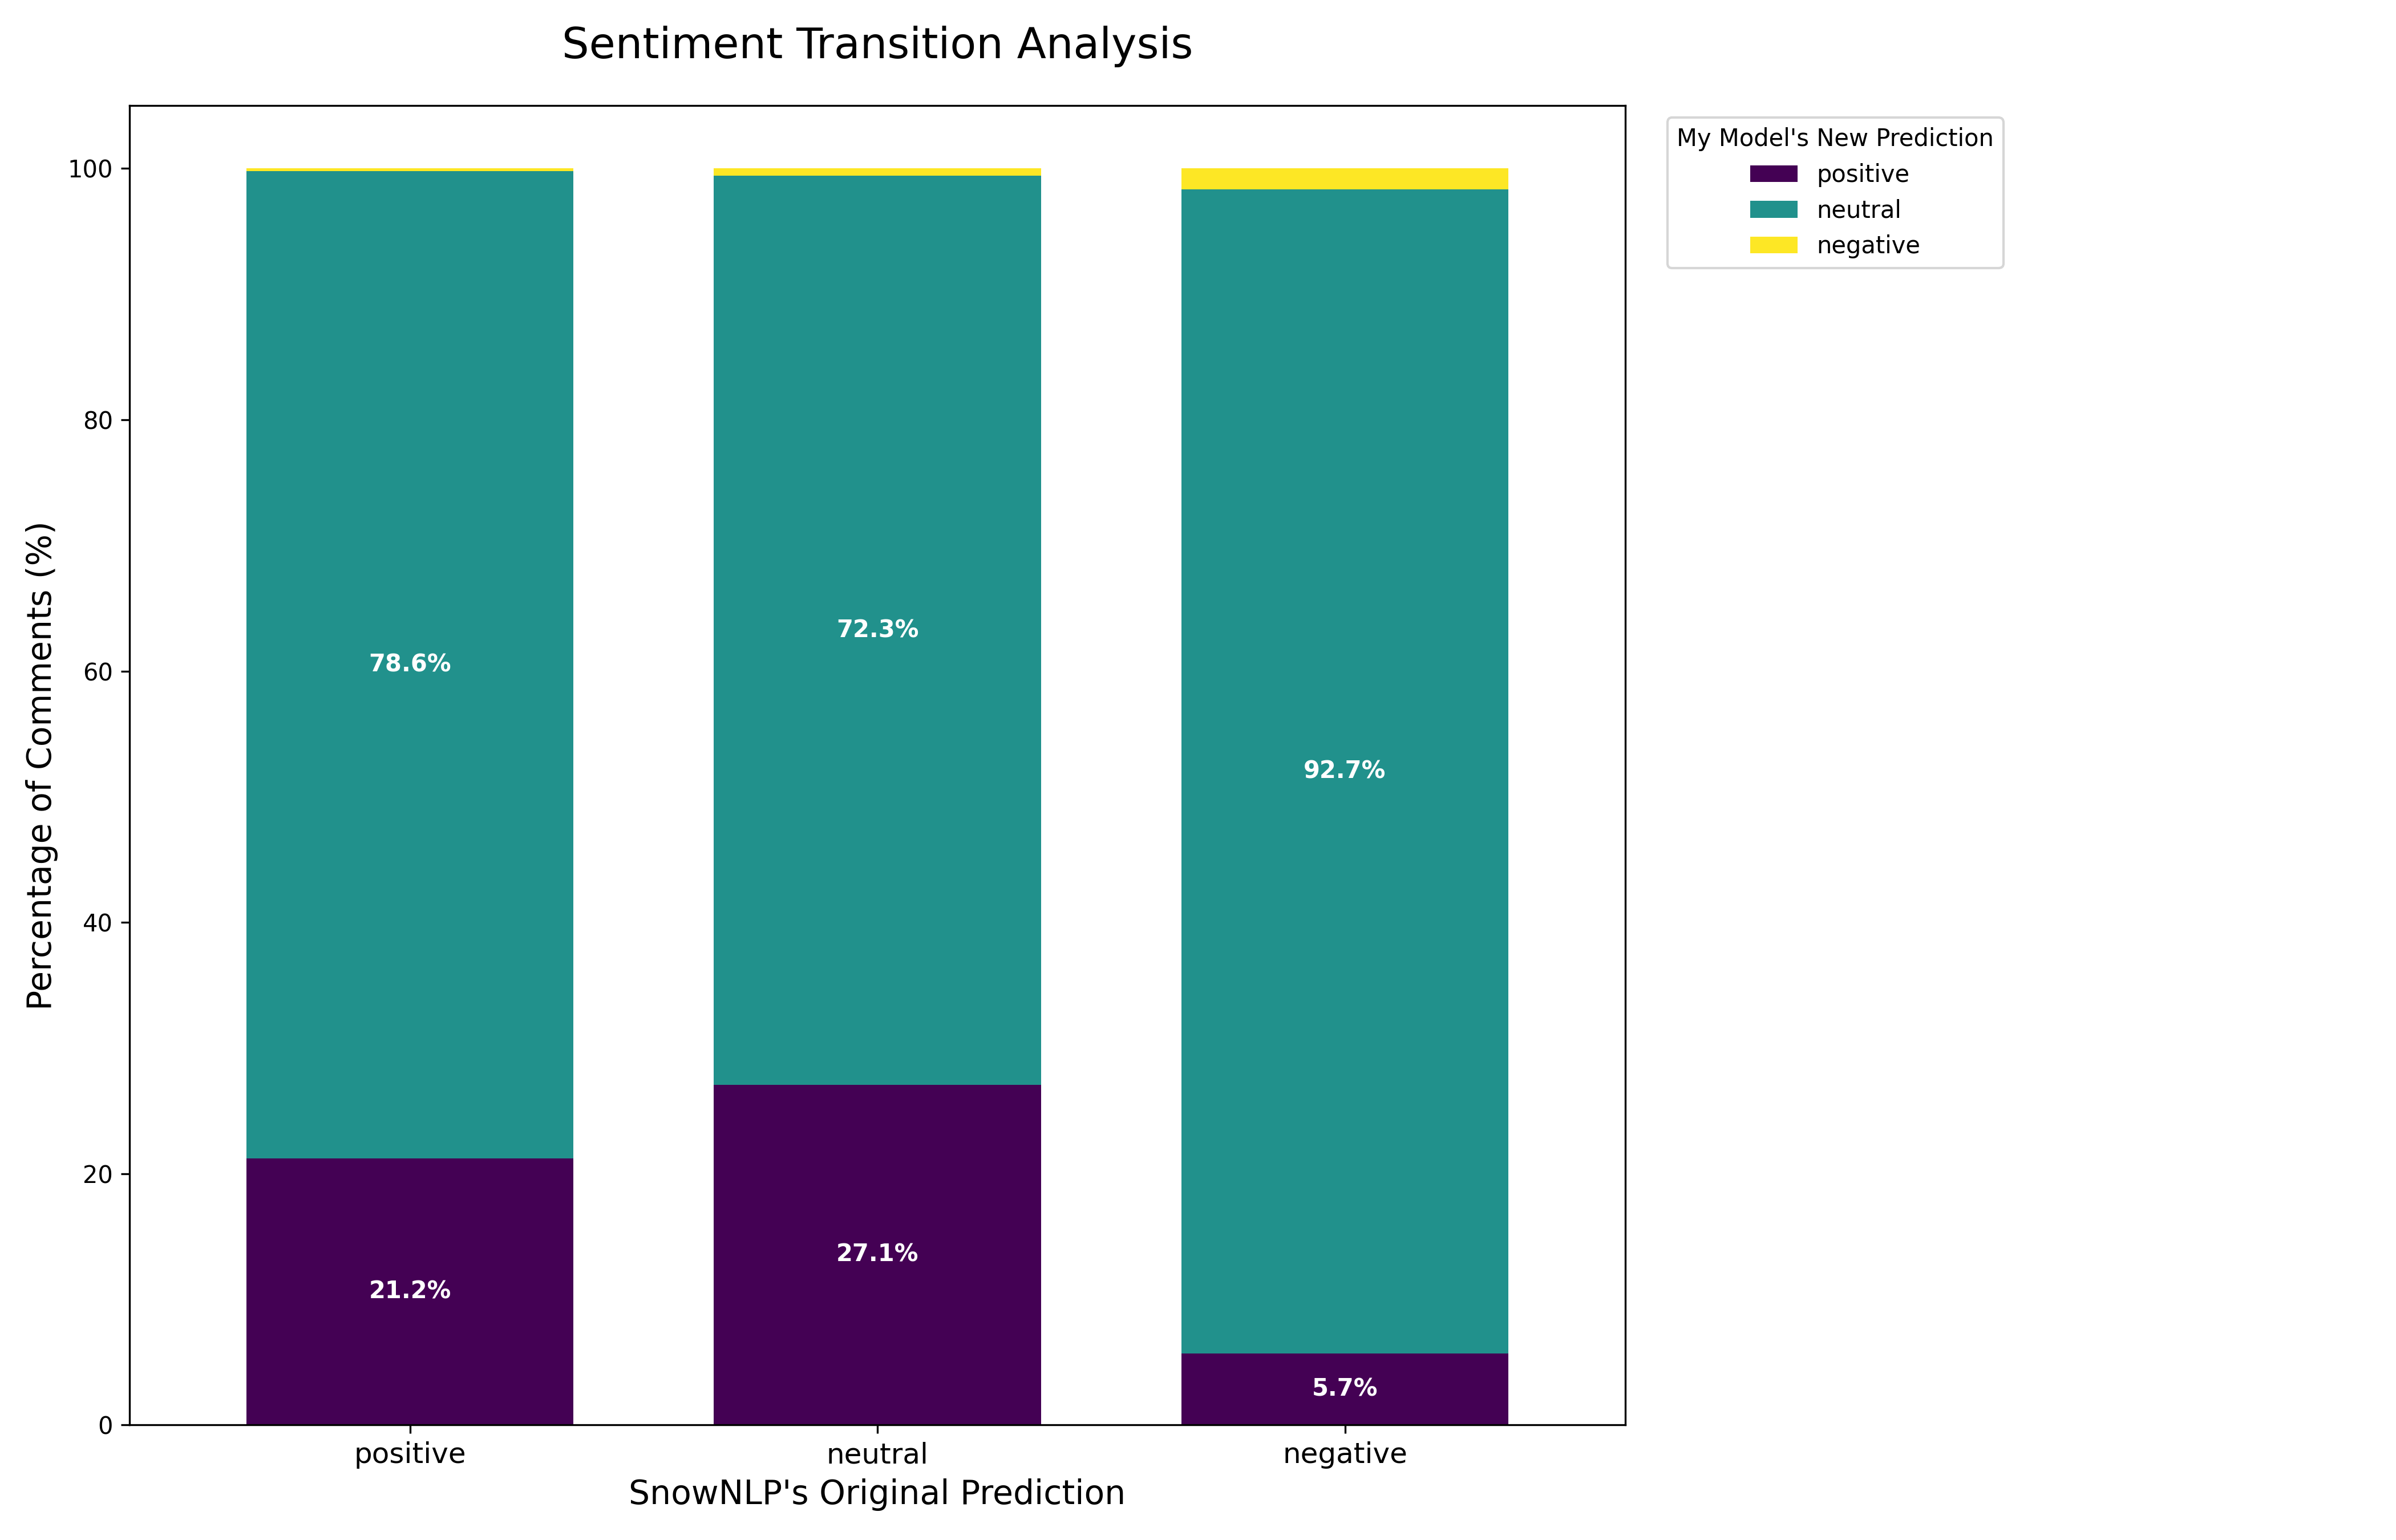 Sentiment Transition Analysis
My Model's New Prediction
positive
neutral
negative
Percentage of Comments (%)
100
80
60
40
20
0
78.6%
72.3%
92.7%
21.2%
27.1%
5.7%
positive
neutral
negative
SnowNLP's Original Prediction